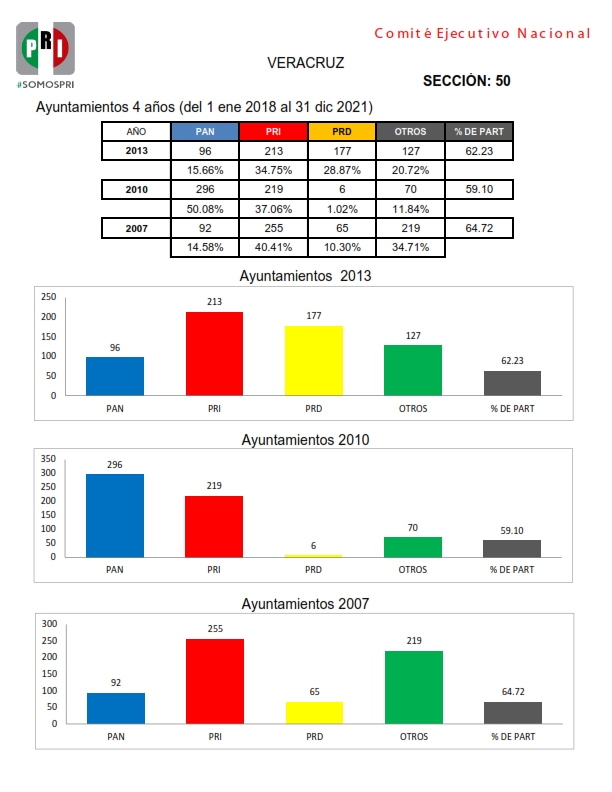 Comité Ejecutivo Nacional
PRI
#SOMOSPRI
VERACRUZ
SECCIÓN: 50
Ayuntamientos 4 años (del 1 ene 2018 al 31 dic 2021)
AÑO PAN PRI PRD OTROS % DE PART
2013 96 213 177 127 62.23
15.66% 34.75% 28.87% 20.72%
2010 296 219 6 70 59.10
50.08% 37.06% 1.02% 11.84%
2007 92 255 65 219 64.72
14.58% 40.41% 10.30% 34.71%
Ayuntamientos 2013
250
200
150
100
50
0
96 213 177 127 62.23
PAN PRI PRD OTROS % DE PART
Ayuntamientos 2010
350
300
250
200
150
100
50
0
296 219 6 70 59.10
PAN PRI PRD OTROS % DE PART
Ayuntamientos 2007
300
250
200
150
100
50
0
92 255 65 219 64.72
PAN PRI PRD OTROS % DE PART